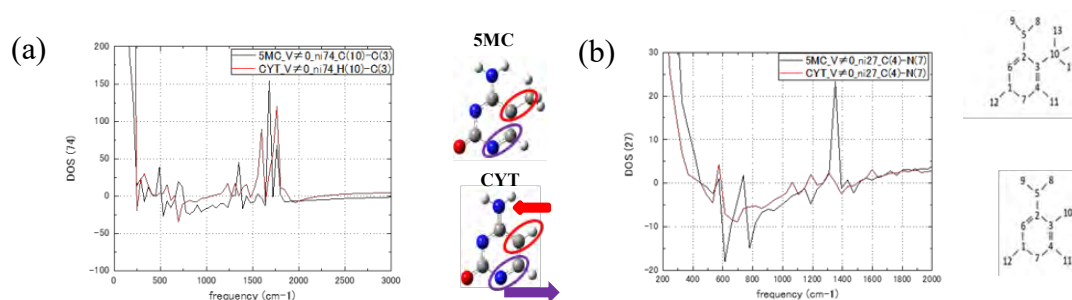 (a)
200
150
100
50
0
−50
−100
DOS (74)
5MC_V≠0_ni74_C(10)-C(3)
CYT_V≠0_ni74_H(10)-C(3)
0 500 1000 1500 2000 2500 3000
frequency (cm-1)
5MC
CYT
(b)
30
20
10
0
−10
−20
DOS (27)
5MC_V≠0_ni27_C(4)-N(7)
CYT_V≠0_ni27_C(4)-N(7)
200 400 600 800 1000 1200 1400 1600 1800 2000
frequency (cm-1)
9 8
5 13
2 10
6 3 1
1 4
12 7 11
9 8
5
2 10
6 3
1 4
12 7 11